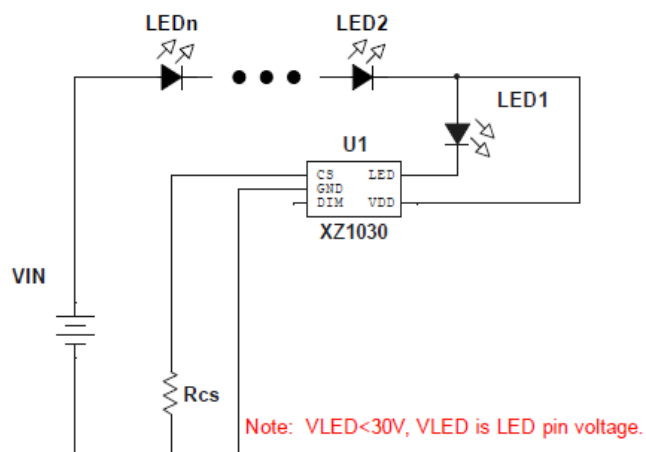 LEDn
LED2
LED1
U1
CS LED
GND
DIM VDD
XZ1030
VIN
Rcs
Note: VLED<30V, VLED is LED pin voltage.